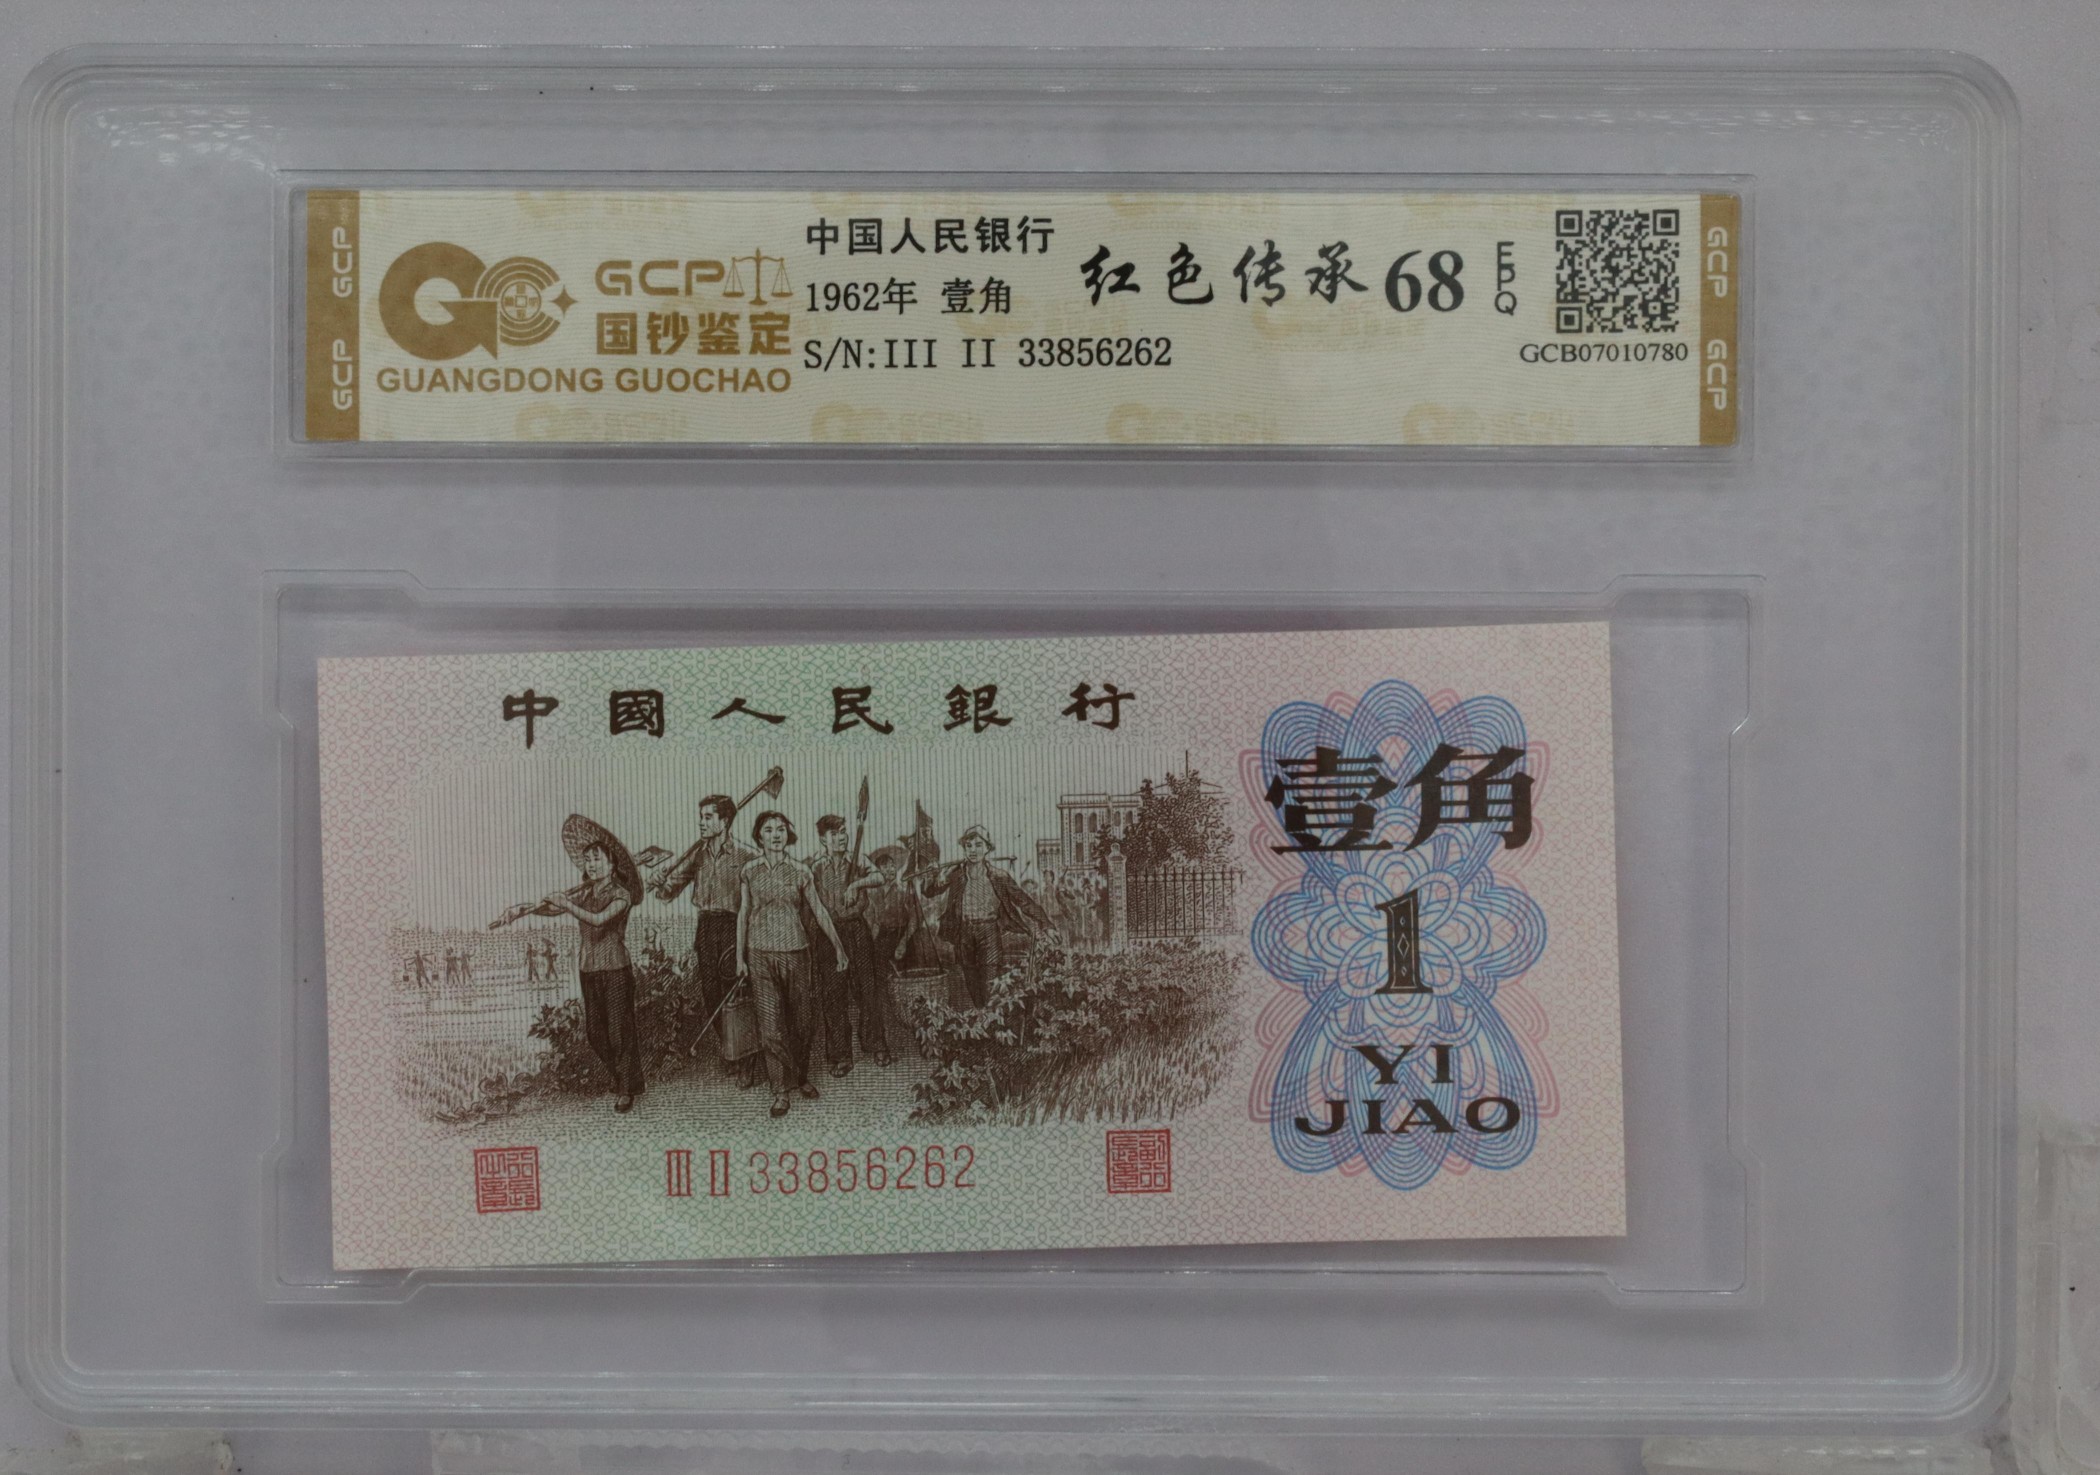 GCP GCP
GCP
国钞鉴定
GUANGDONG GUOCHAO
中国人民银行
1962年 壹角
S/N:III II 33856262
红色传承 68 EPQ
GCB07010780
GCP GCP
中國人民銀行
壹角
1
YI
JIAO
III II 33856262